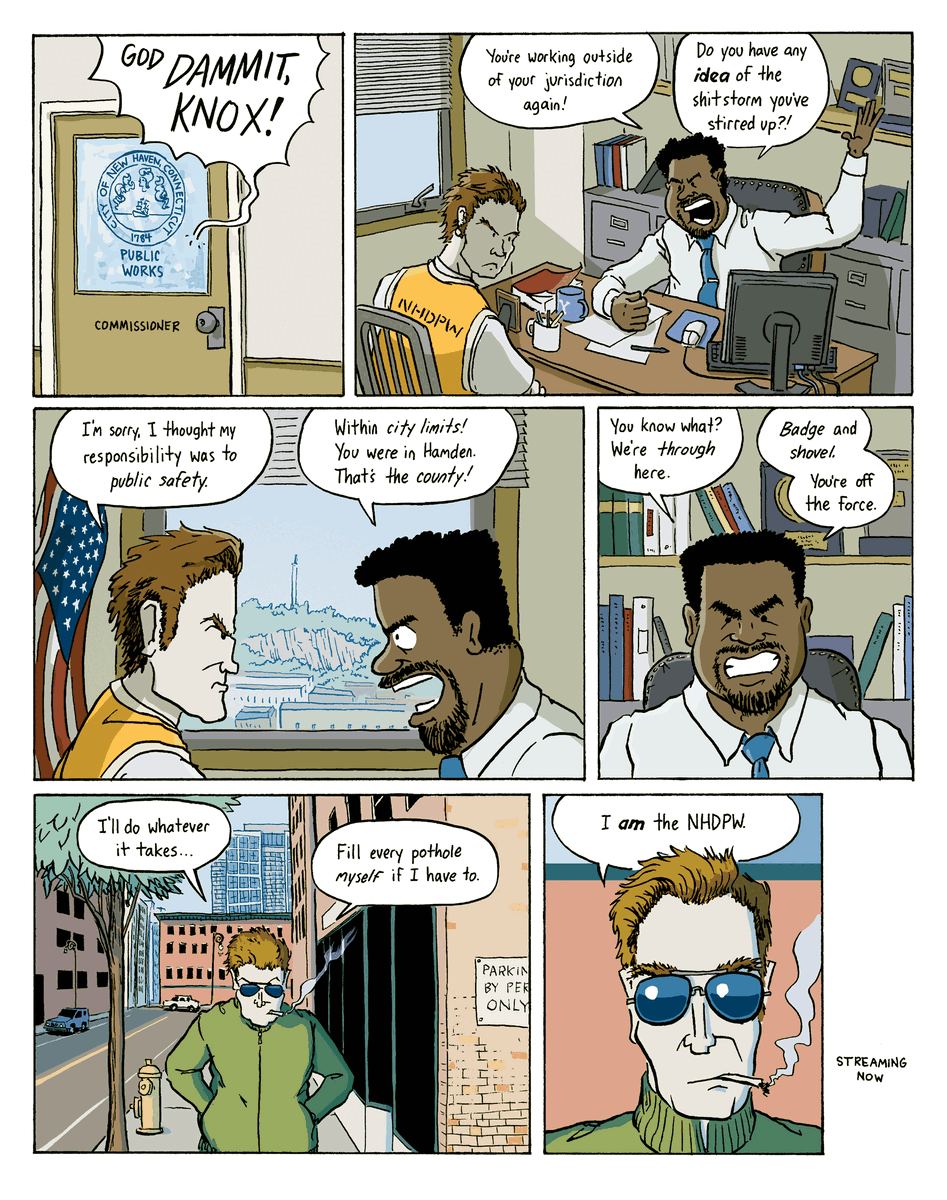 GOD
DAMMIT,
KNOX!
CITY OF NEW HAVEN, CONNECTICUT
1784
PUBLIC
WORKS
COMMISSIONER
You're working outside
of your jurisdiction
again!
Do you have any
idea of the
shitstorm you've
stirred up?!
NHDPW
Y
I'm sorry, I thought my
responsibility was to
public safety.
Within city limits!
You were in Hamden.
That's the county!
You know what?
We're through
here.
Badge and
shovel.
You're off
the force.
I'll do whatever
it takes...
Fill every pothole
myself if I have to.
PARKIN
BY PER
ONLY
I am the NHDPW.
STREAMING
NOW